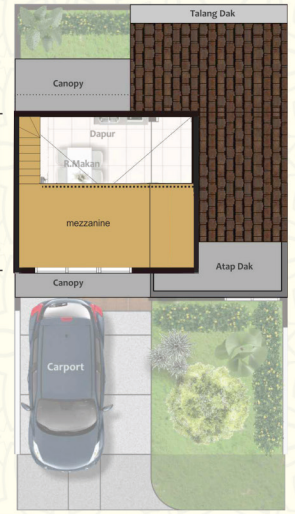 Talang Dak
Canopy
Dapur
R.Makan
mezzanine
Atap Dak
Canopy
Carport